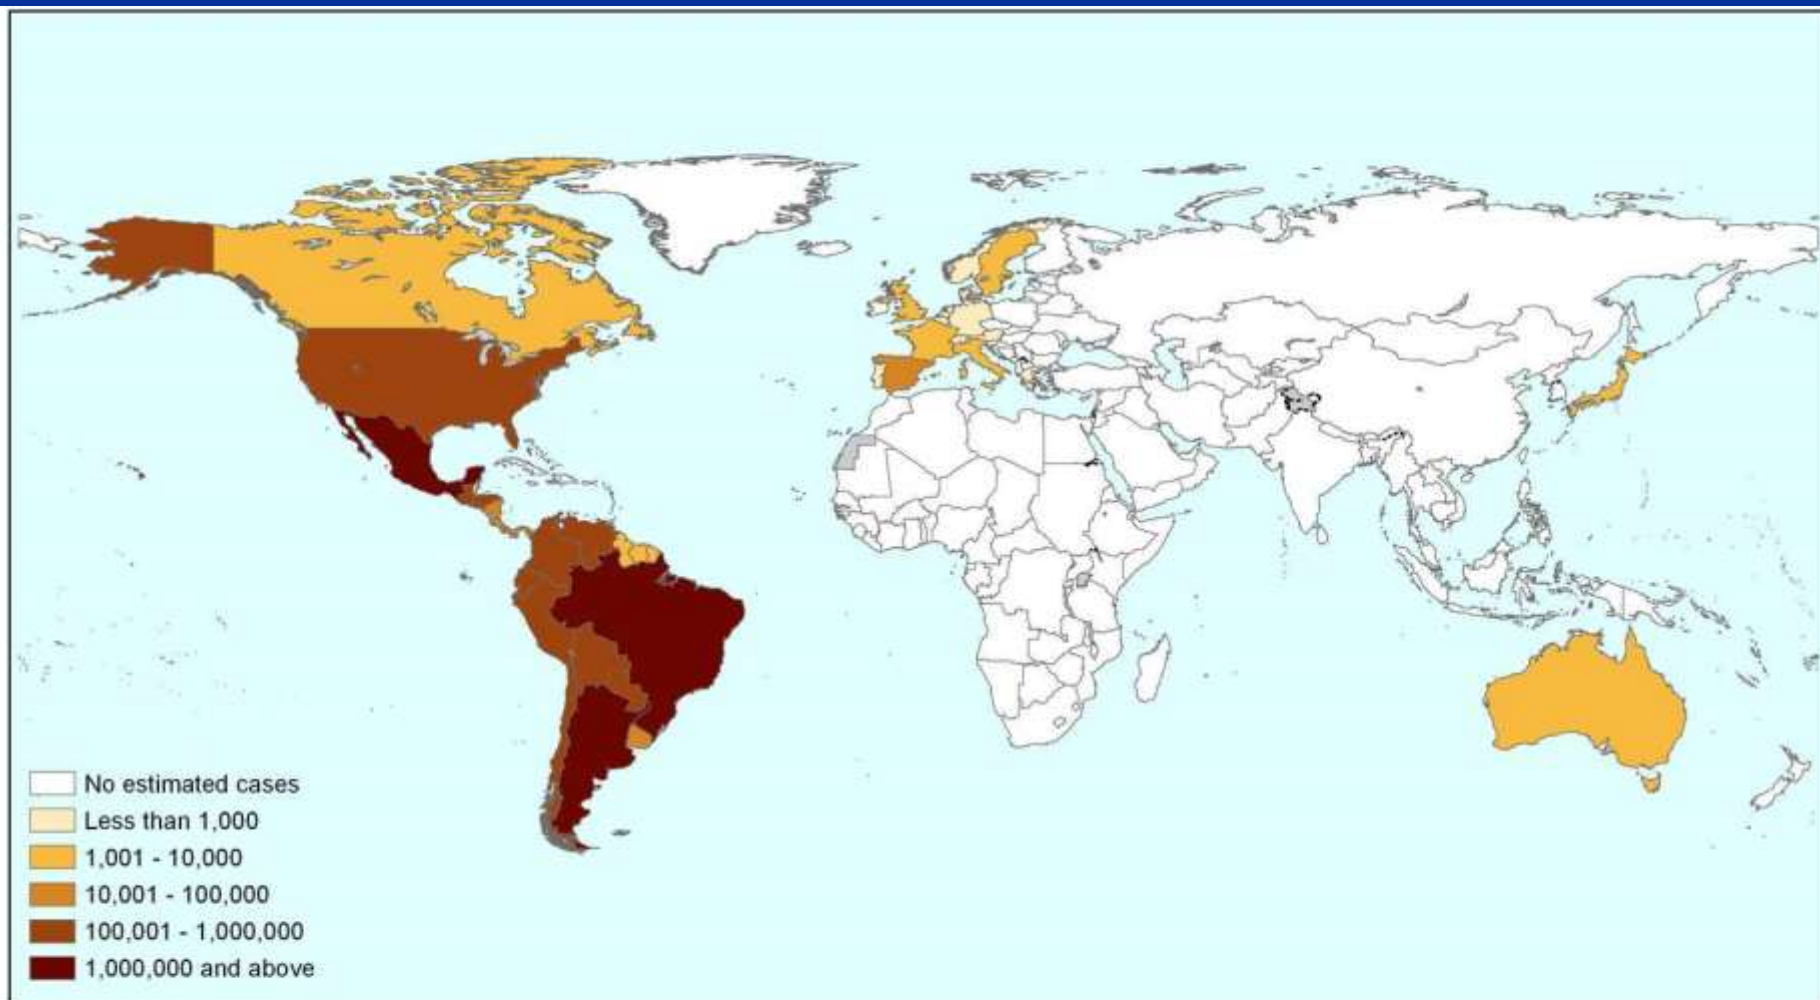 No estimated cases
Less than 1,000
1,001 - 10,000
10,001 - 100,000
100,001 - 1,000,000
1,000,000 and above